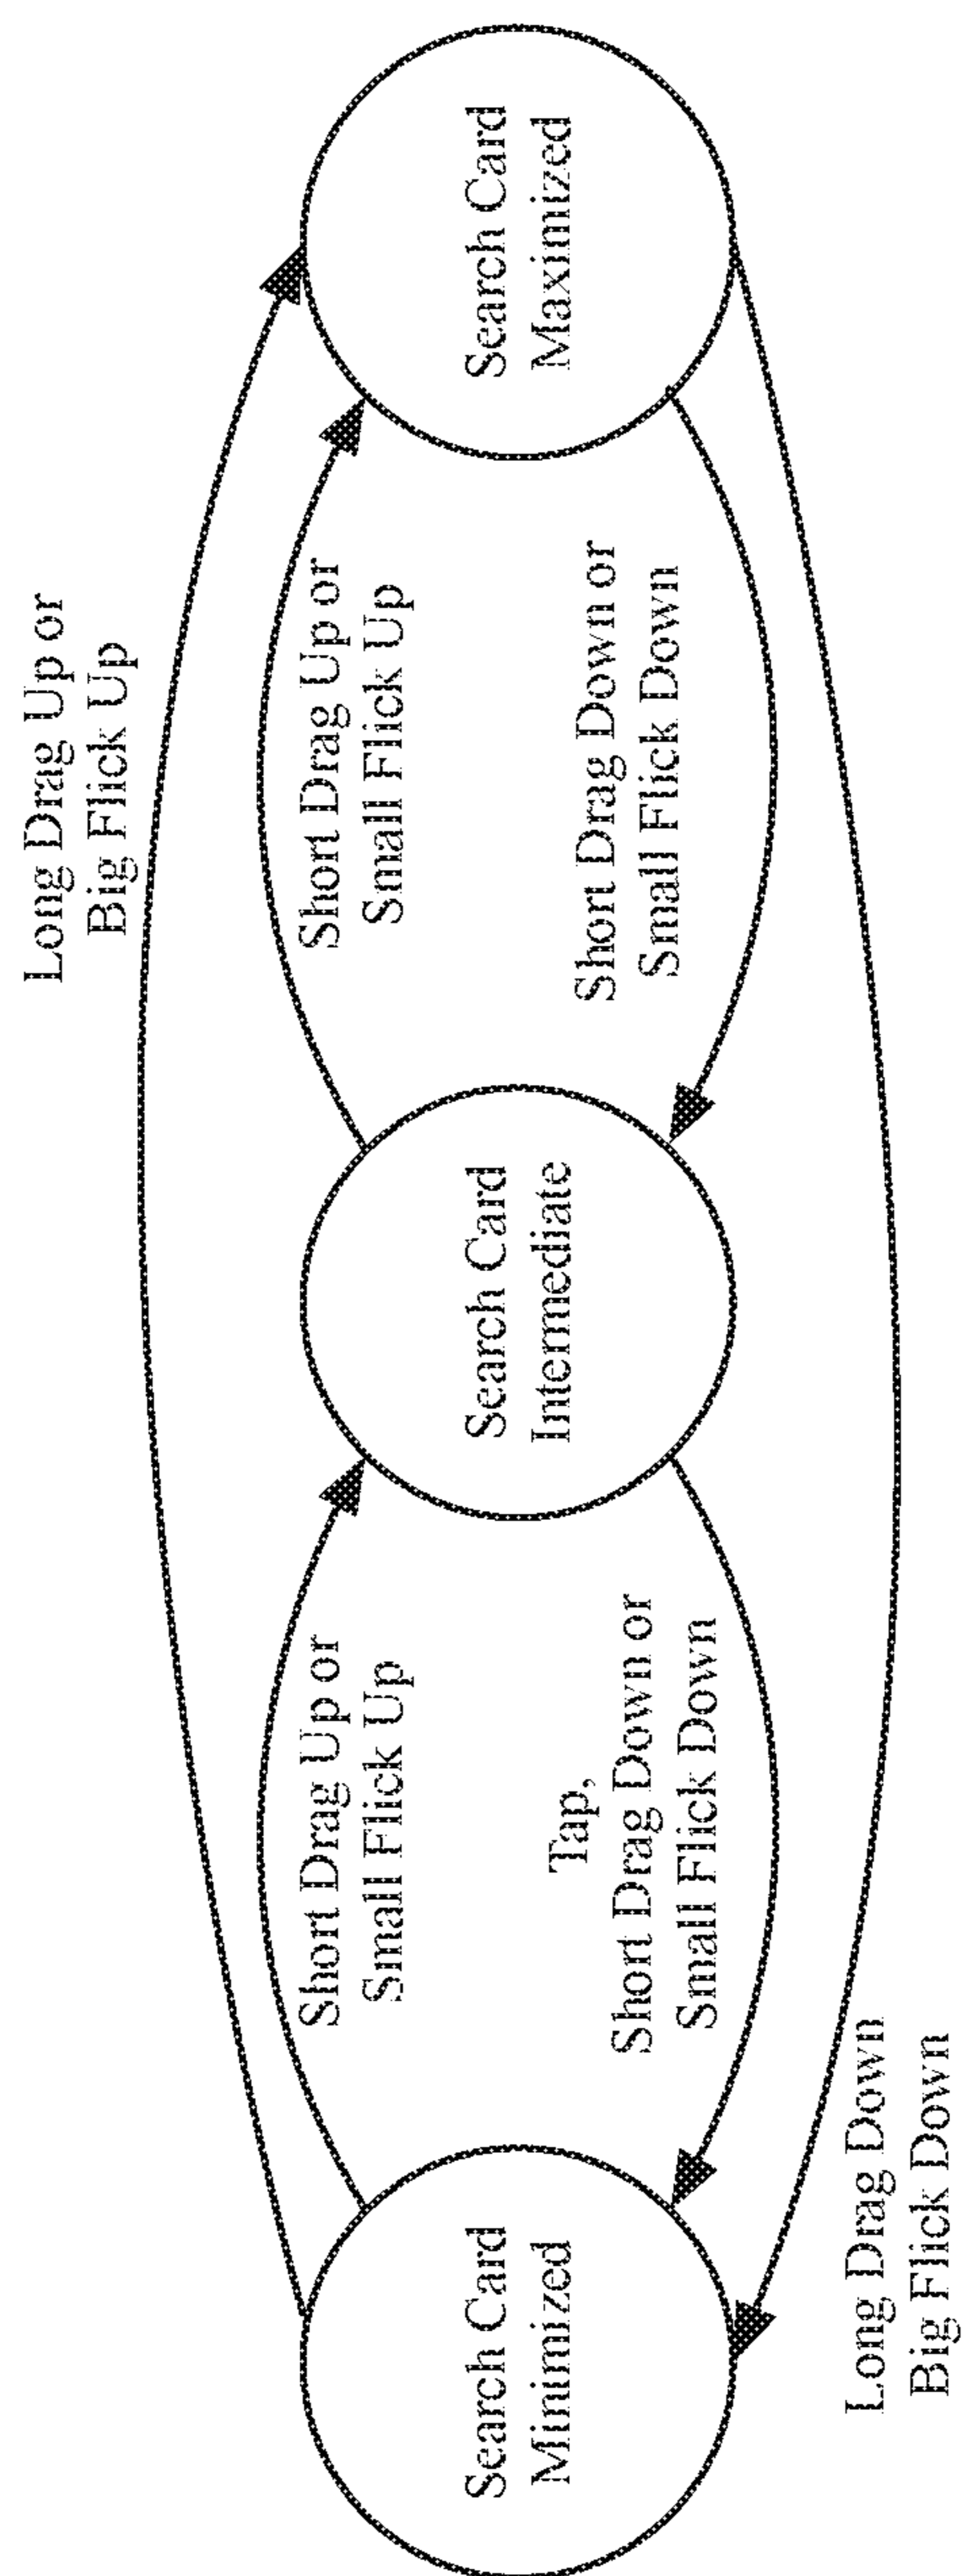 Long Drag Up or
Big Flick Up
Short Drag Up or
Small Flick Up
Short Drag Up or
Small Flick Up
Search Card
Minimized
Search Card
Intermediate
Search Card
Maximized
Tap,
Short Drag Down or
Small Flick Down
Short Drag Down or
Small Flick Down
Long Drag Down
Big Flick Down